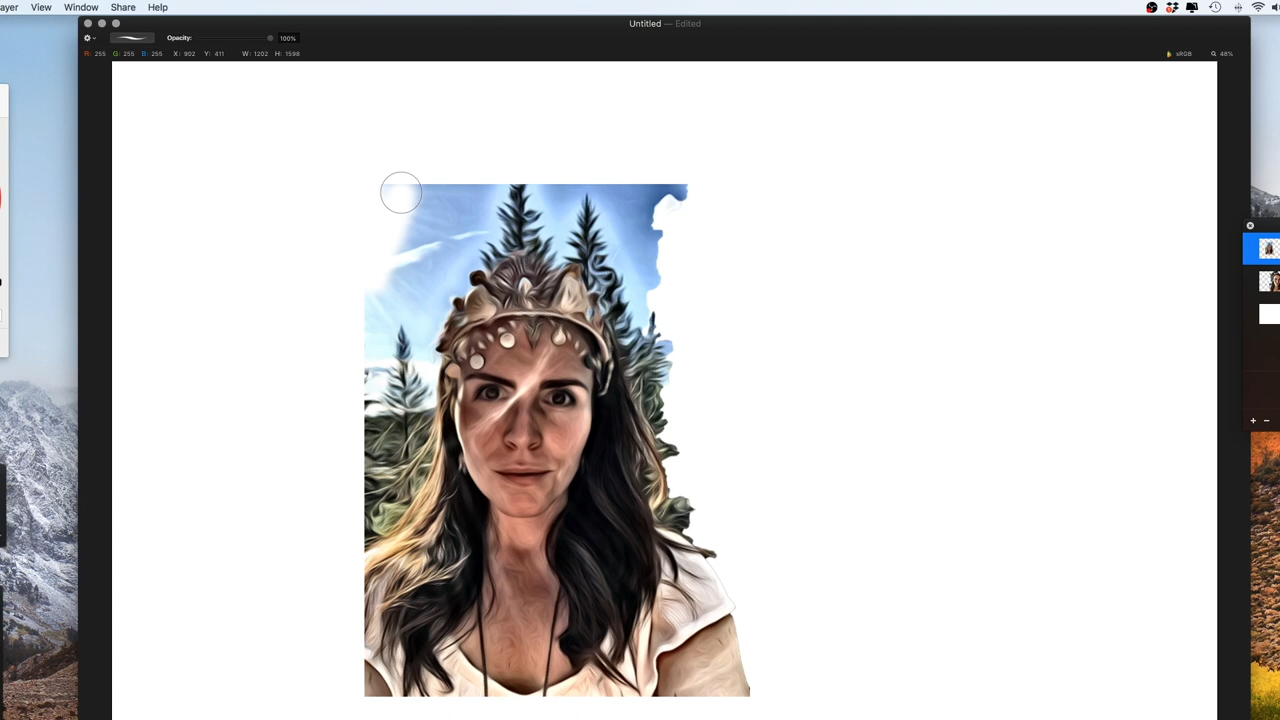 ayer View Window Share Help
Untitled — Edited
Opacity: 100%
R: 255 G: 255 B: 255 X: 902 Y: 411 W: 1202 H: 1598 sRGB 48%